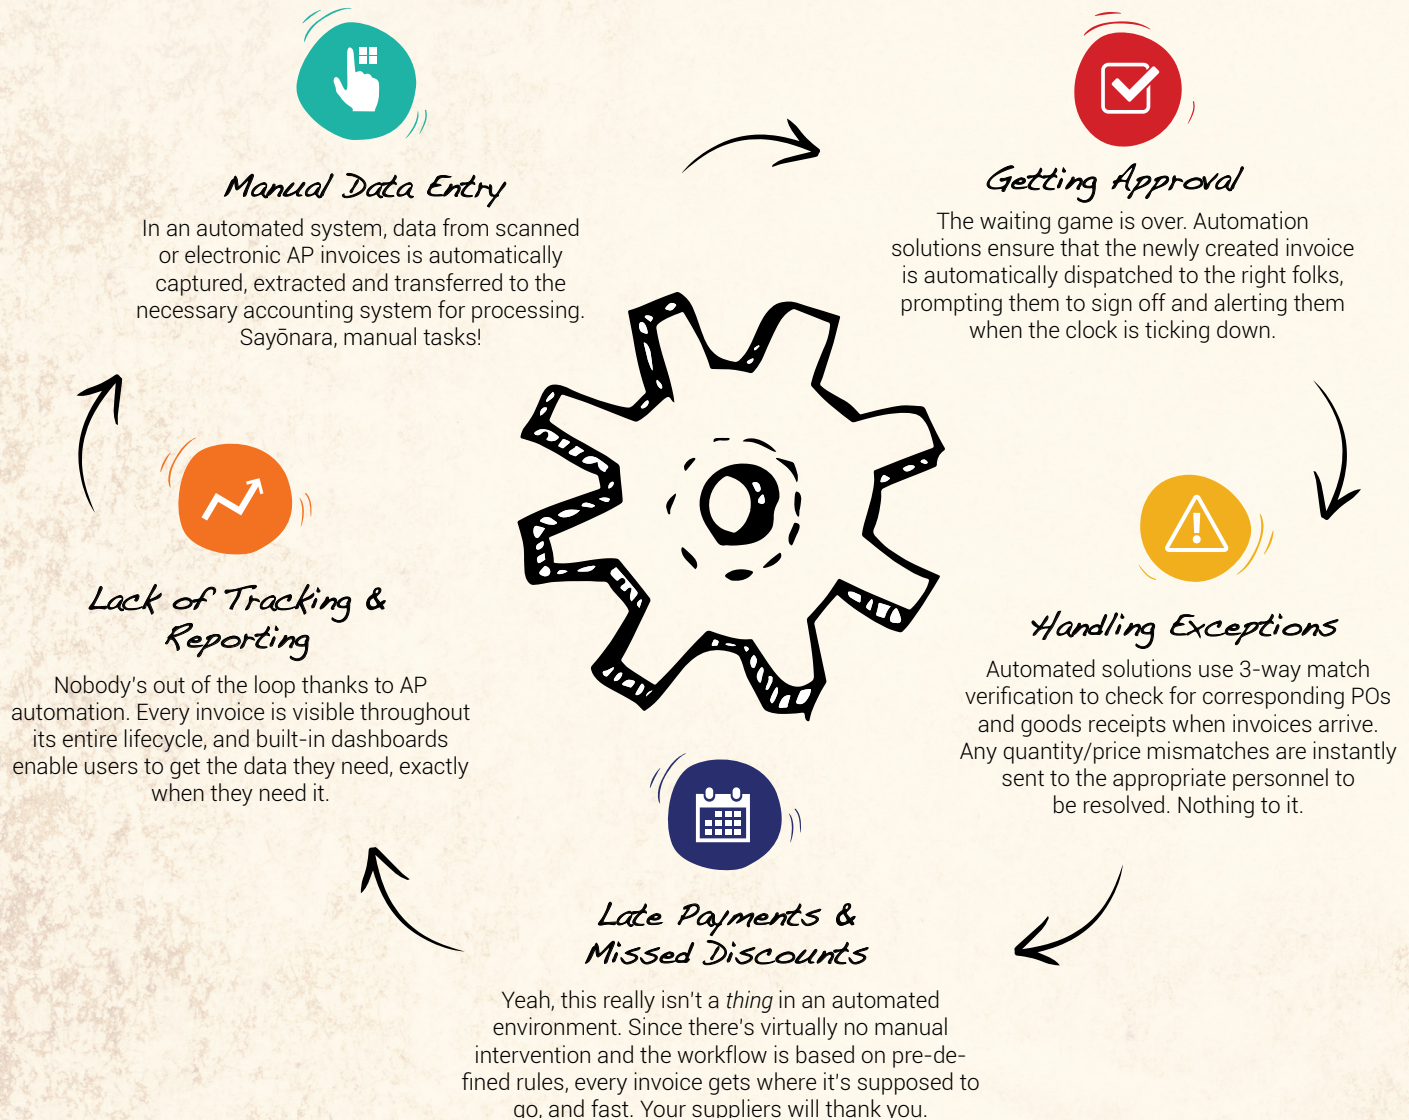 Manual Data Entry
In an automated system, data from scanned
or electronic AP invoices is automatically
captured, extracted and transferred to the
necessary accounting system for processing.
Sayōnara, manual tasks!
Getting Approval
The waiting game is over. Automation
solutions ensure that the newly created invoice
is automatically dispatched to the right folks,
prompting them to sign off and alerting them
when the clock is ticking down.
Handling Exceptions
Automated solutions use 3-way match
verification to check for corresponding POs
and goods receipts when invoices arrive.
Any quantity/price mismatches are instantly
sent to the appropriate personnel to
be resolved. Nothing to it.
Late Payments &
Missed Discounts
Yeah, this really isn't a thing in an automated
environment. Since there's virtually no manual
intervention and the workflow is based on pre-de-
fined rules, every invoice gets where it's supposed to
go, and fast. Your suppliers will thank you.
Lack of Tracking &
Reporting
Nobody's out of the loop thanks to AP
automation. Every invoice is visible throughout
its entire lifecycle, and built-in dashboards
enable users to get the data they need, exactly
when they need it.